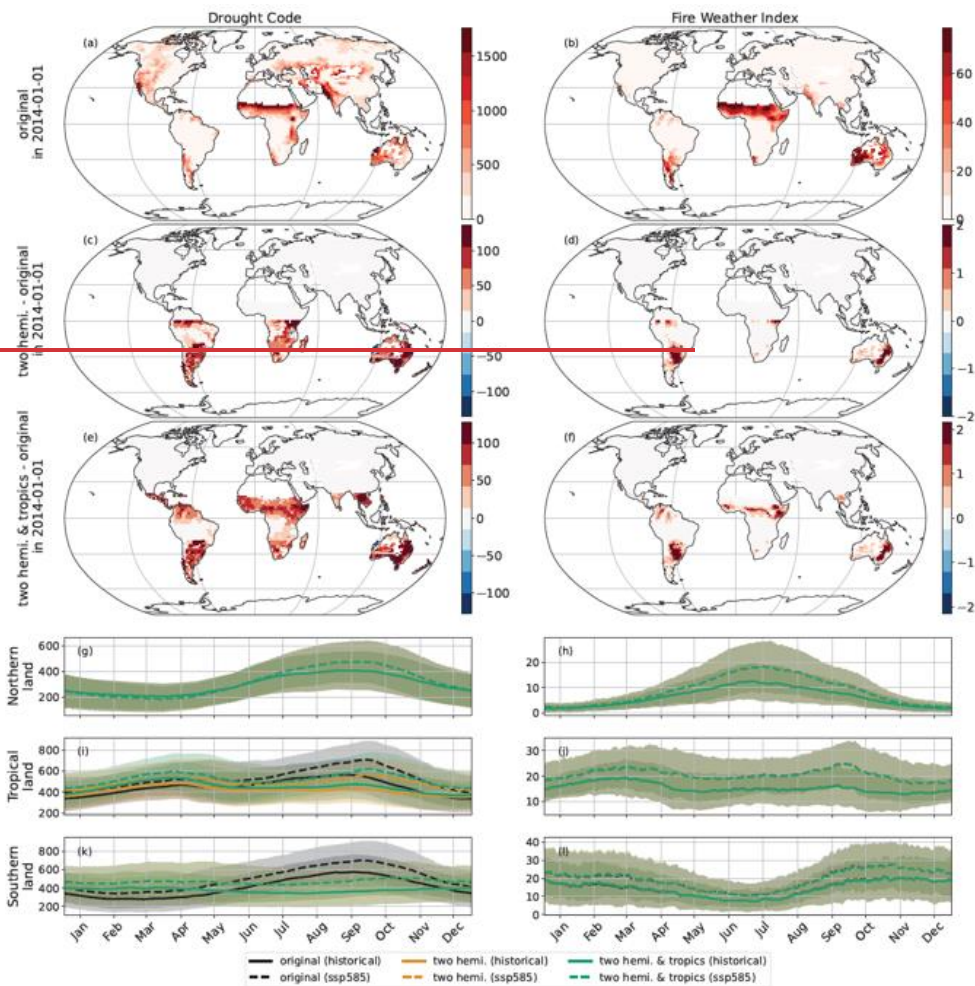 Drought Code
Fire Weather Index
original
in 2014-01-01
(a)
1500
1000
500
0
(b)
60
40
20
0
two hemi. - original
in 2014-01-01
(c)
100
50
0
−50
−100
(d)
2
1
0
−1
−2
two hemi. & tropics - original
in 2014-01-01
(e)
100
50
0
−50
−100
(f)
2
1
0
−1
−2
Northern
land
(g)
600
400
200
(h)
20
10
0
Tropical
land
(i)
800
600
400
200
(j)
30
20
10
Southern
land
(k)
800
600
400
200
(l)
40
30
20
10
0
Jan Feb Mar Apr May Jun Jul Aug Sep Oct Nov Dec
Jan Feb Mar Apr May Jun Jul Aug Sep Oct Nov Dec
original (historical) two hemi. (historical) two hemi. & tropics (historical)
original (ssp585) two hemi. (ssp585) two hemi. & tropics (ssp585)